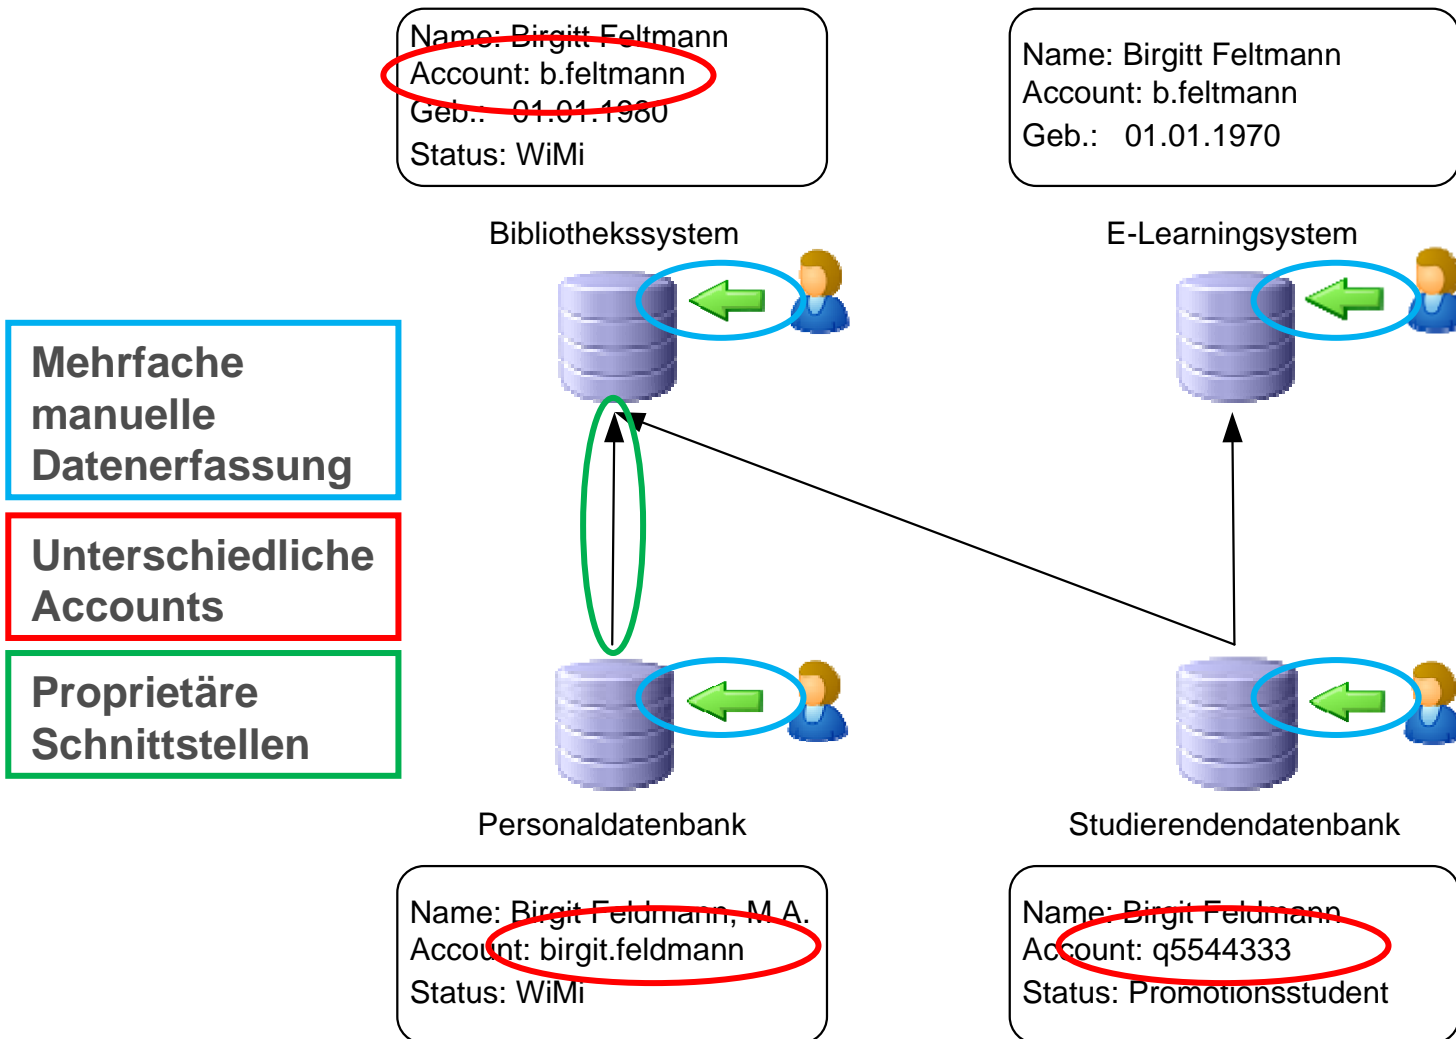 Name: Birgitt Feltmann
Account: b.feltmann
Geb.: 01.01.1980
Status: WiMi
Name: Birgitt Feltmann
Account: b.feltmann
Geb.: 01.01.1970
Bibliothekssystem
E-Learningsystem
Mehrfache
manuelle
Datenerfassung
Unterschiedliche
Accounts
Proprietäre
Schnittstellen
Personaldatenbank
Studierendendatenbank
Name: Birgit Feldmann, M.A.
Account: birgit.feldmann
Status: WiMi
Name: Birgit Feldmann
Account: q5544333
Status: Promotionsstudent